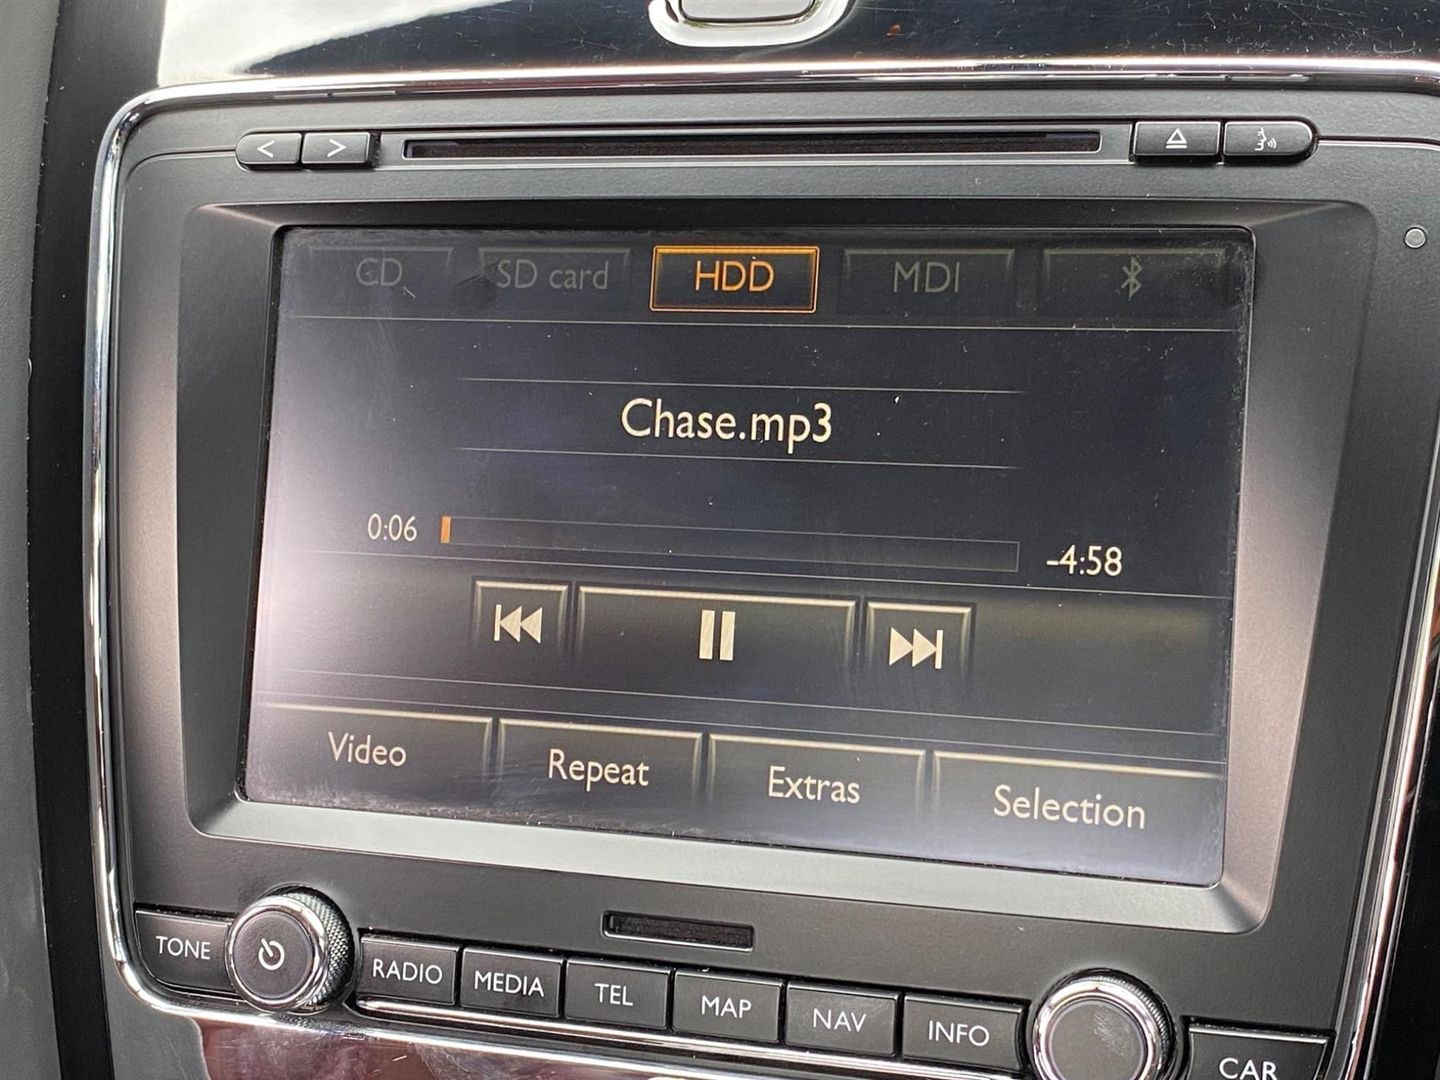 CD SD card HDD MDI
Chase.mp3
0:06 -4:58
Video Repeat Extras Selection
TONE RADIO MEDIA TEL MAP NAV INFO CAR